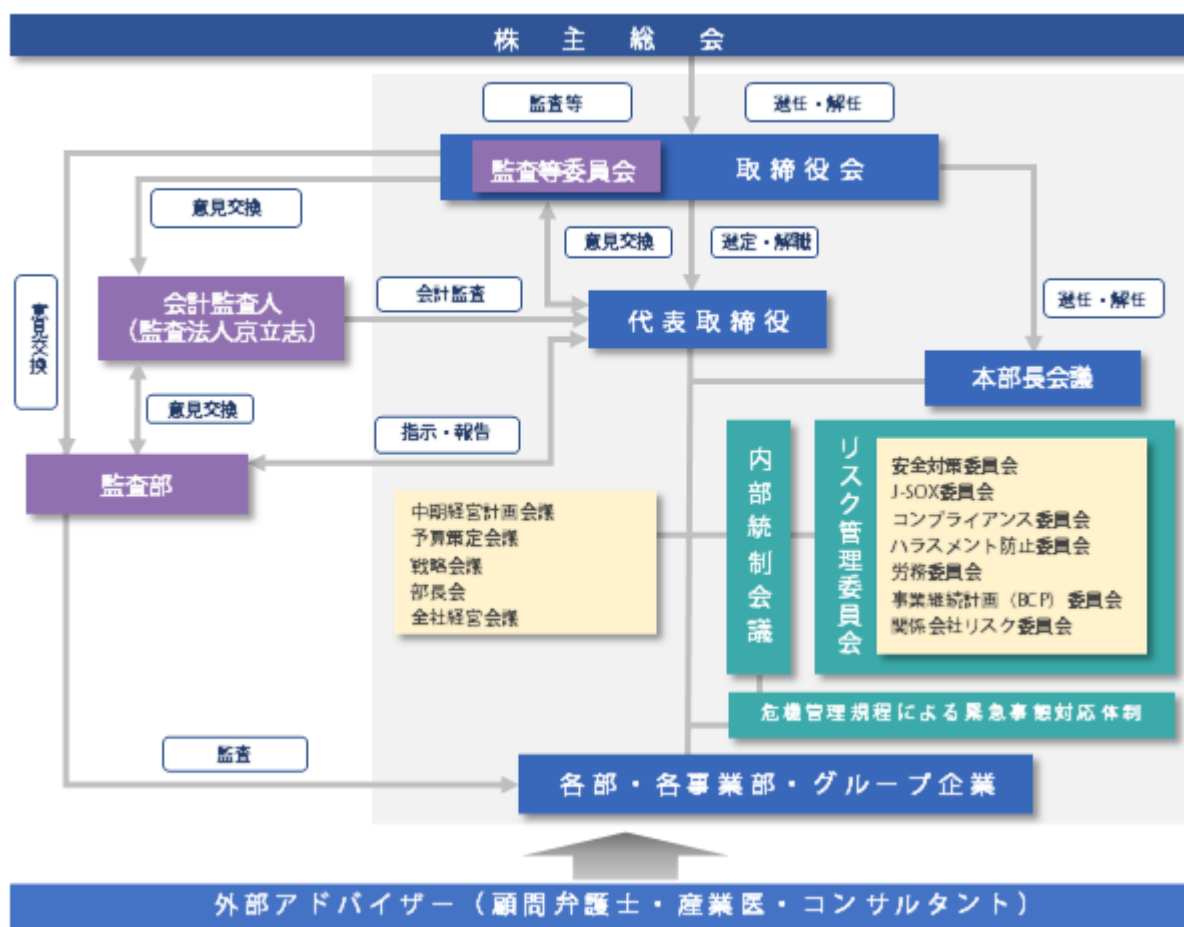 株主総会
監査等
選任・解任
監査等委員会
取締役会
意見交換
意見交換
選定・解職
意見交換
会計監査人
（監査法人京立志）
会計監査
代表取締役
選任・解任
本部長会議
意見交換
指示・報告
監査部
中期経営計画会議
予算策定会議
戦略会議
部長会
全社経営会議
内部統制会議
リスク管理委員会
安全対策委員会
J-SOX委員会
コンプライアンス委員会
ハラスメント防止委員会
労務委員会
事業継続計画（BCP）委員会
関係会社リスク委員会
危機管理規程による緊急事態対応体制
監査
各部・各事業部・グループ企業
外部アドバイザー（顧問弁護士・産業医・コンサルタント）